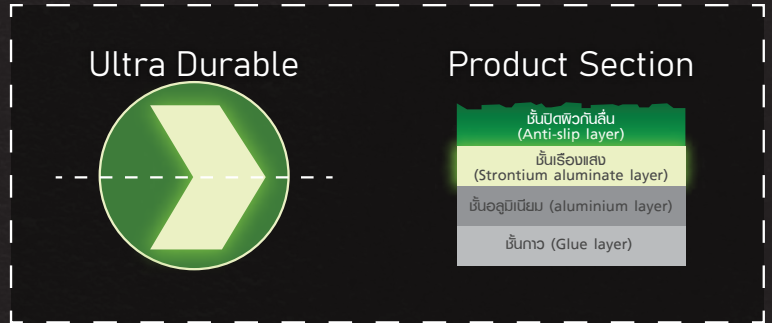 Ultra Durable
Product Section
ชั้นปิดผิวกันลื่น
(Anti-slip layer)
ชั้นเรืองแสง
(Strontium aluminate layer)
ชั้นอลูมิเนียม (aluminium layer)
ชั้นกาว (Glue layer)